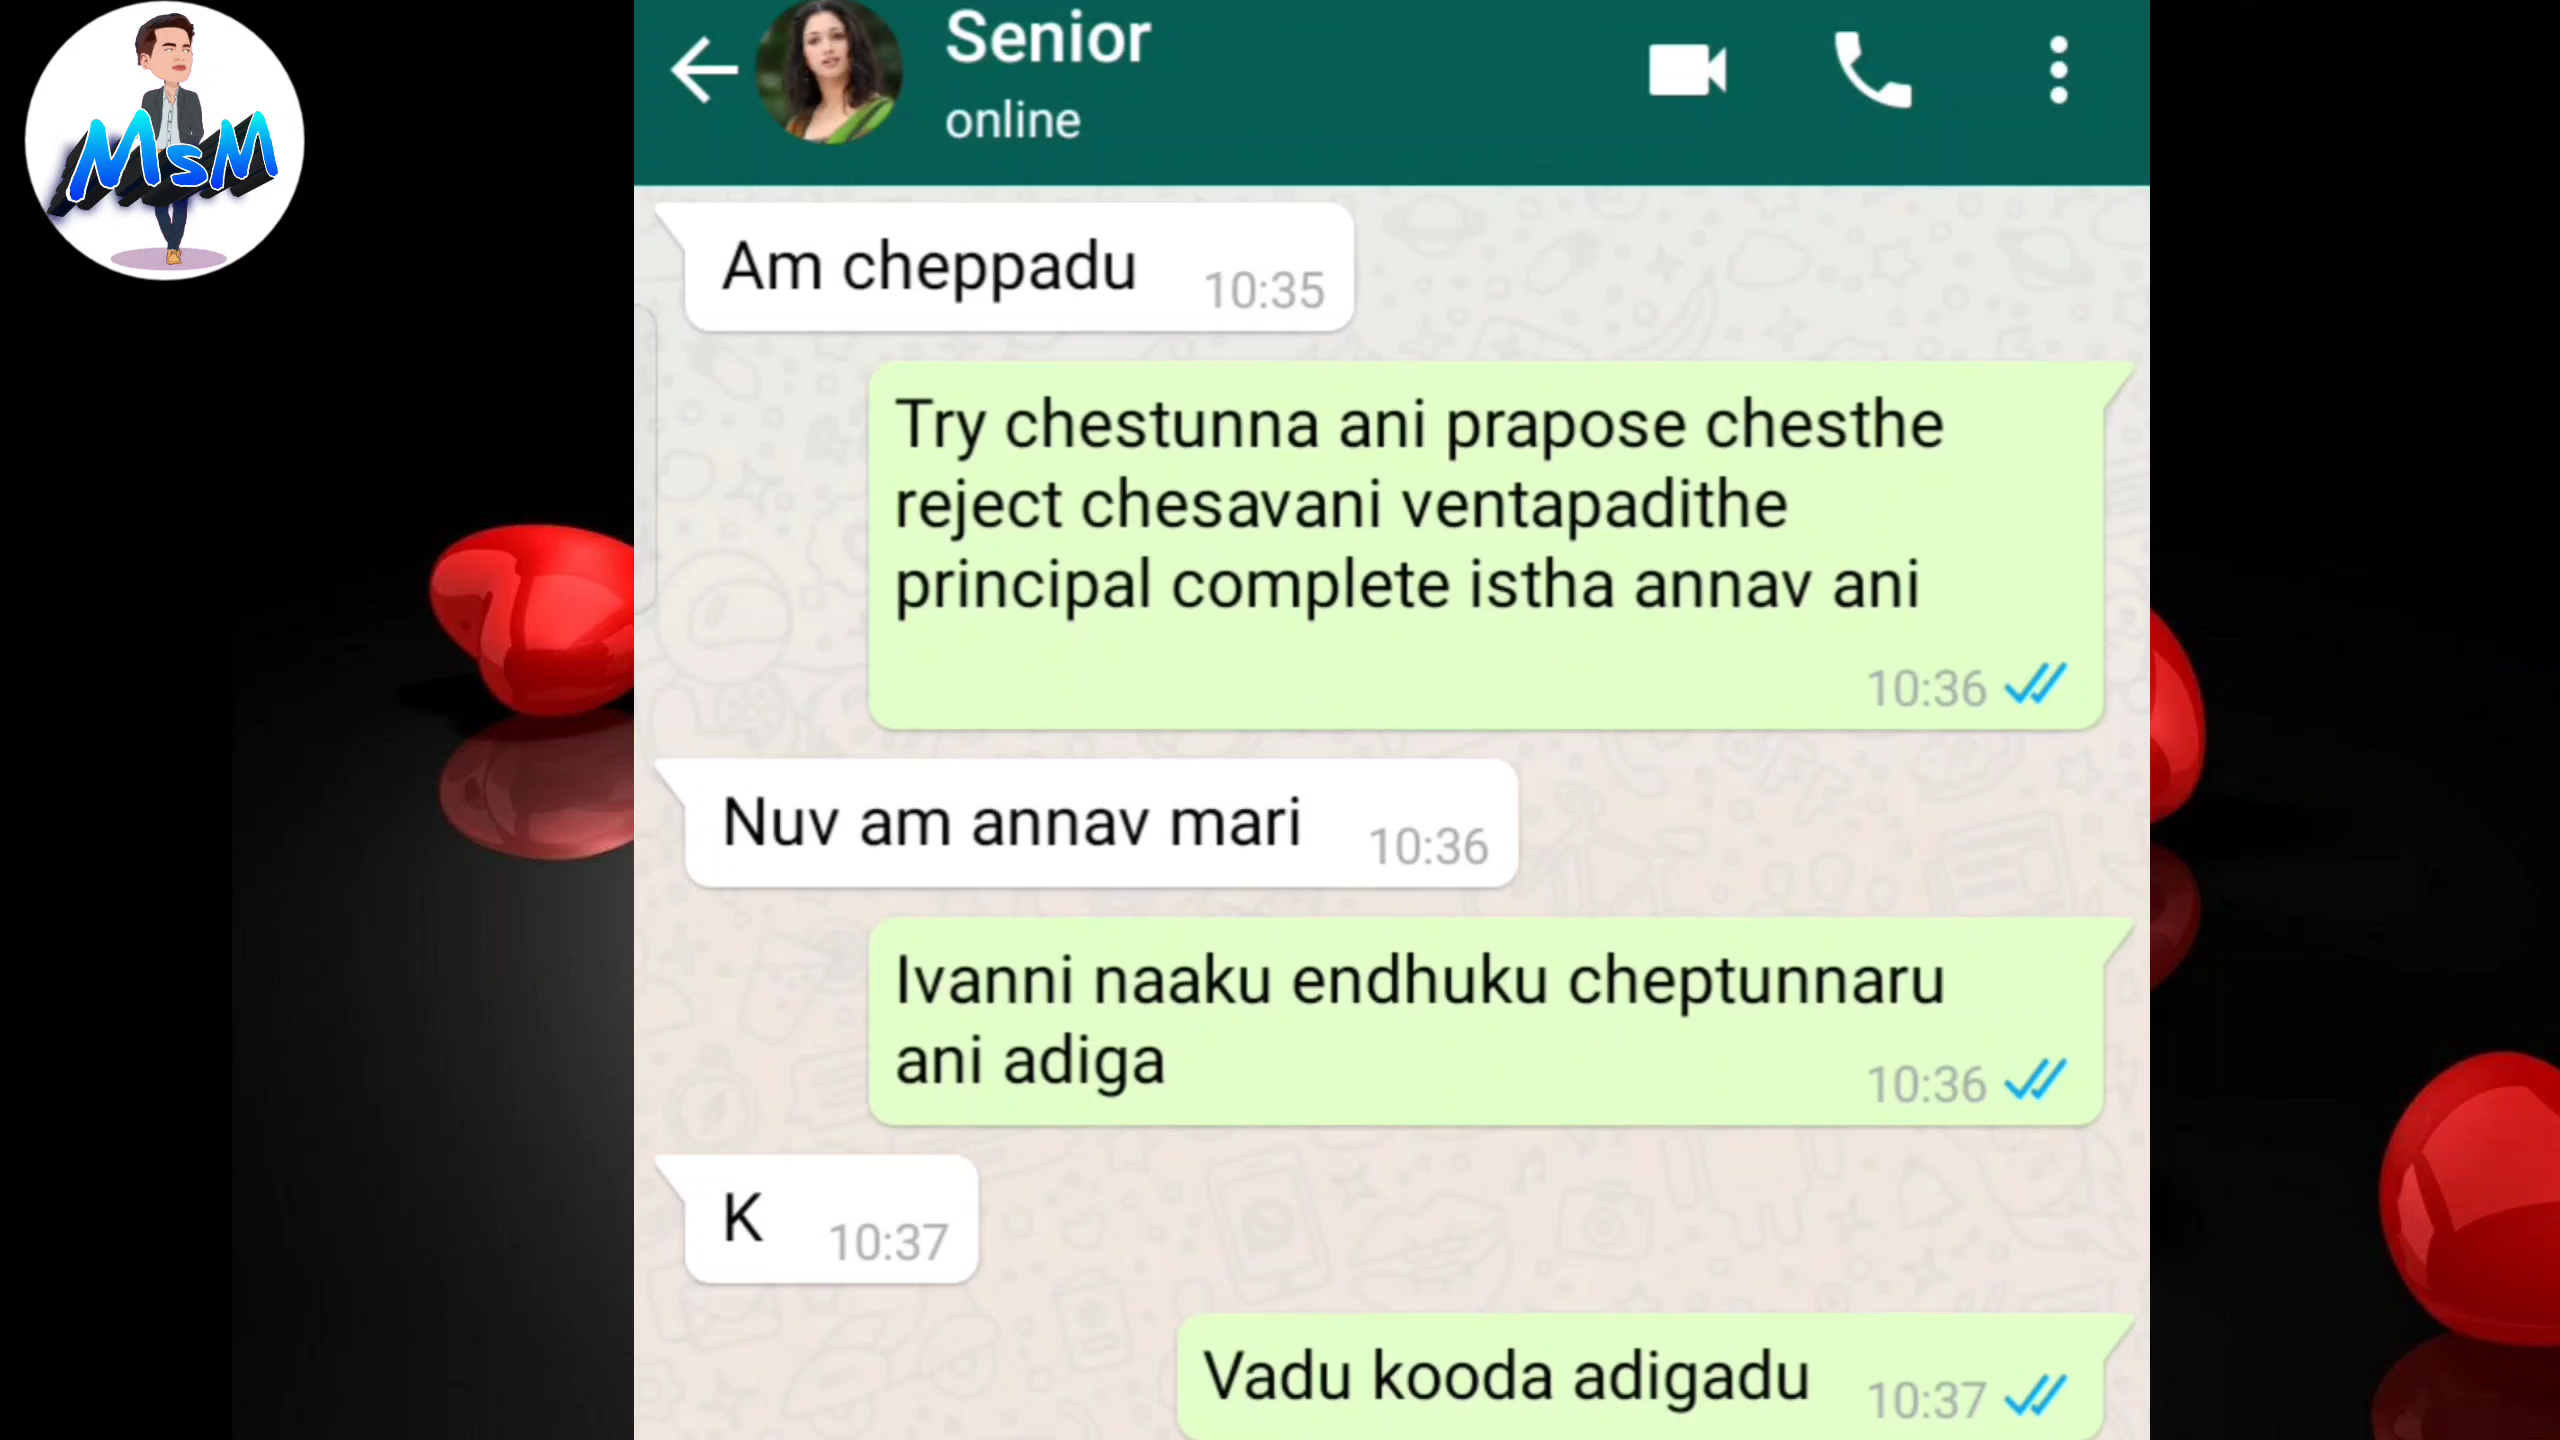 MsM
Senior
online
Am cheppadu
10:35
Try chestunna ani prapose chesthe
reject chesavani ventapadithe
principal complete istha annav ani
10:36
Nuv am annav mari
10:36
Ivanni naaku endhuku cheptunnaru
ani adiga
10:36
K
10:37
Vadu kooda adigadu
10:37